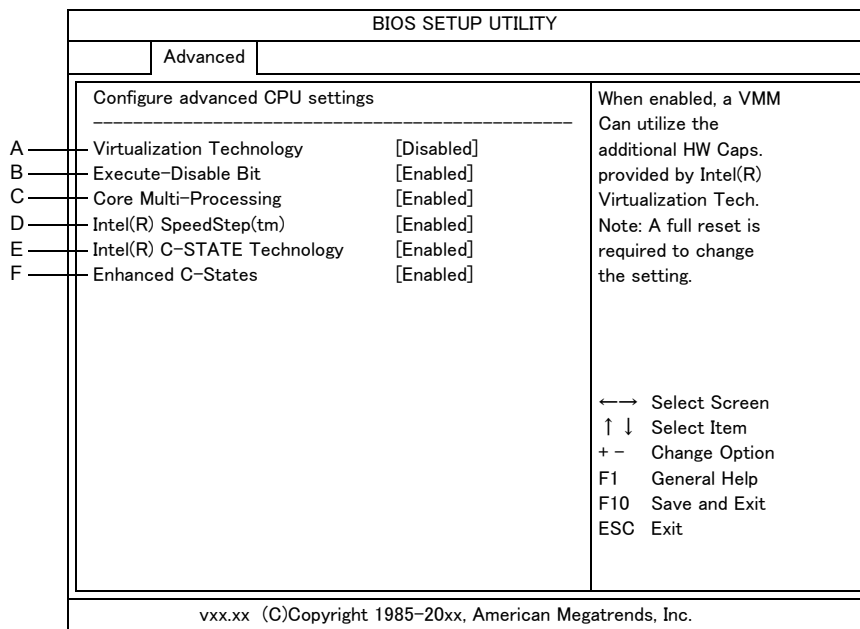 BIOS SETUP UTILITY
Advanced
Configure advanced CPU settings
------------------------------------------------
A Virtualization Technology [Disabled]
B Execute-Disable Bit [Enabled]
C Core Multi-Processing [Enabled]
D Intel(R) SpeedStep(tm) [Enabled]
E Intel(R) C-STATE Technology [Enabled]
F Enhanced C-States [Enabled]
When enabled, a VMM
Can utilize the
additional HW Caps.
provided by Intel(R)
Virtualization Tech.
Note: A full reset is
required to change
the setting.
←→ Select Screen
↑↓ Select Item
+ - Change Option
F1 General Help
F10 Save and Exit
ESC Exit
vxx.xx (C)Copyright 1985-20xx, American Megatrends, Inc.